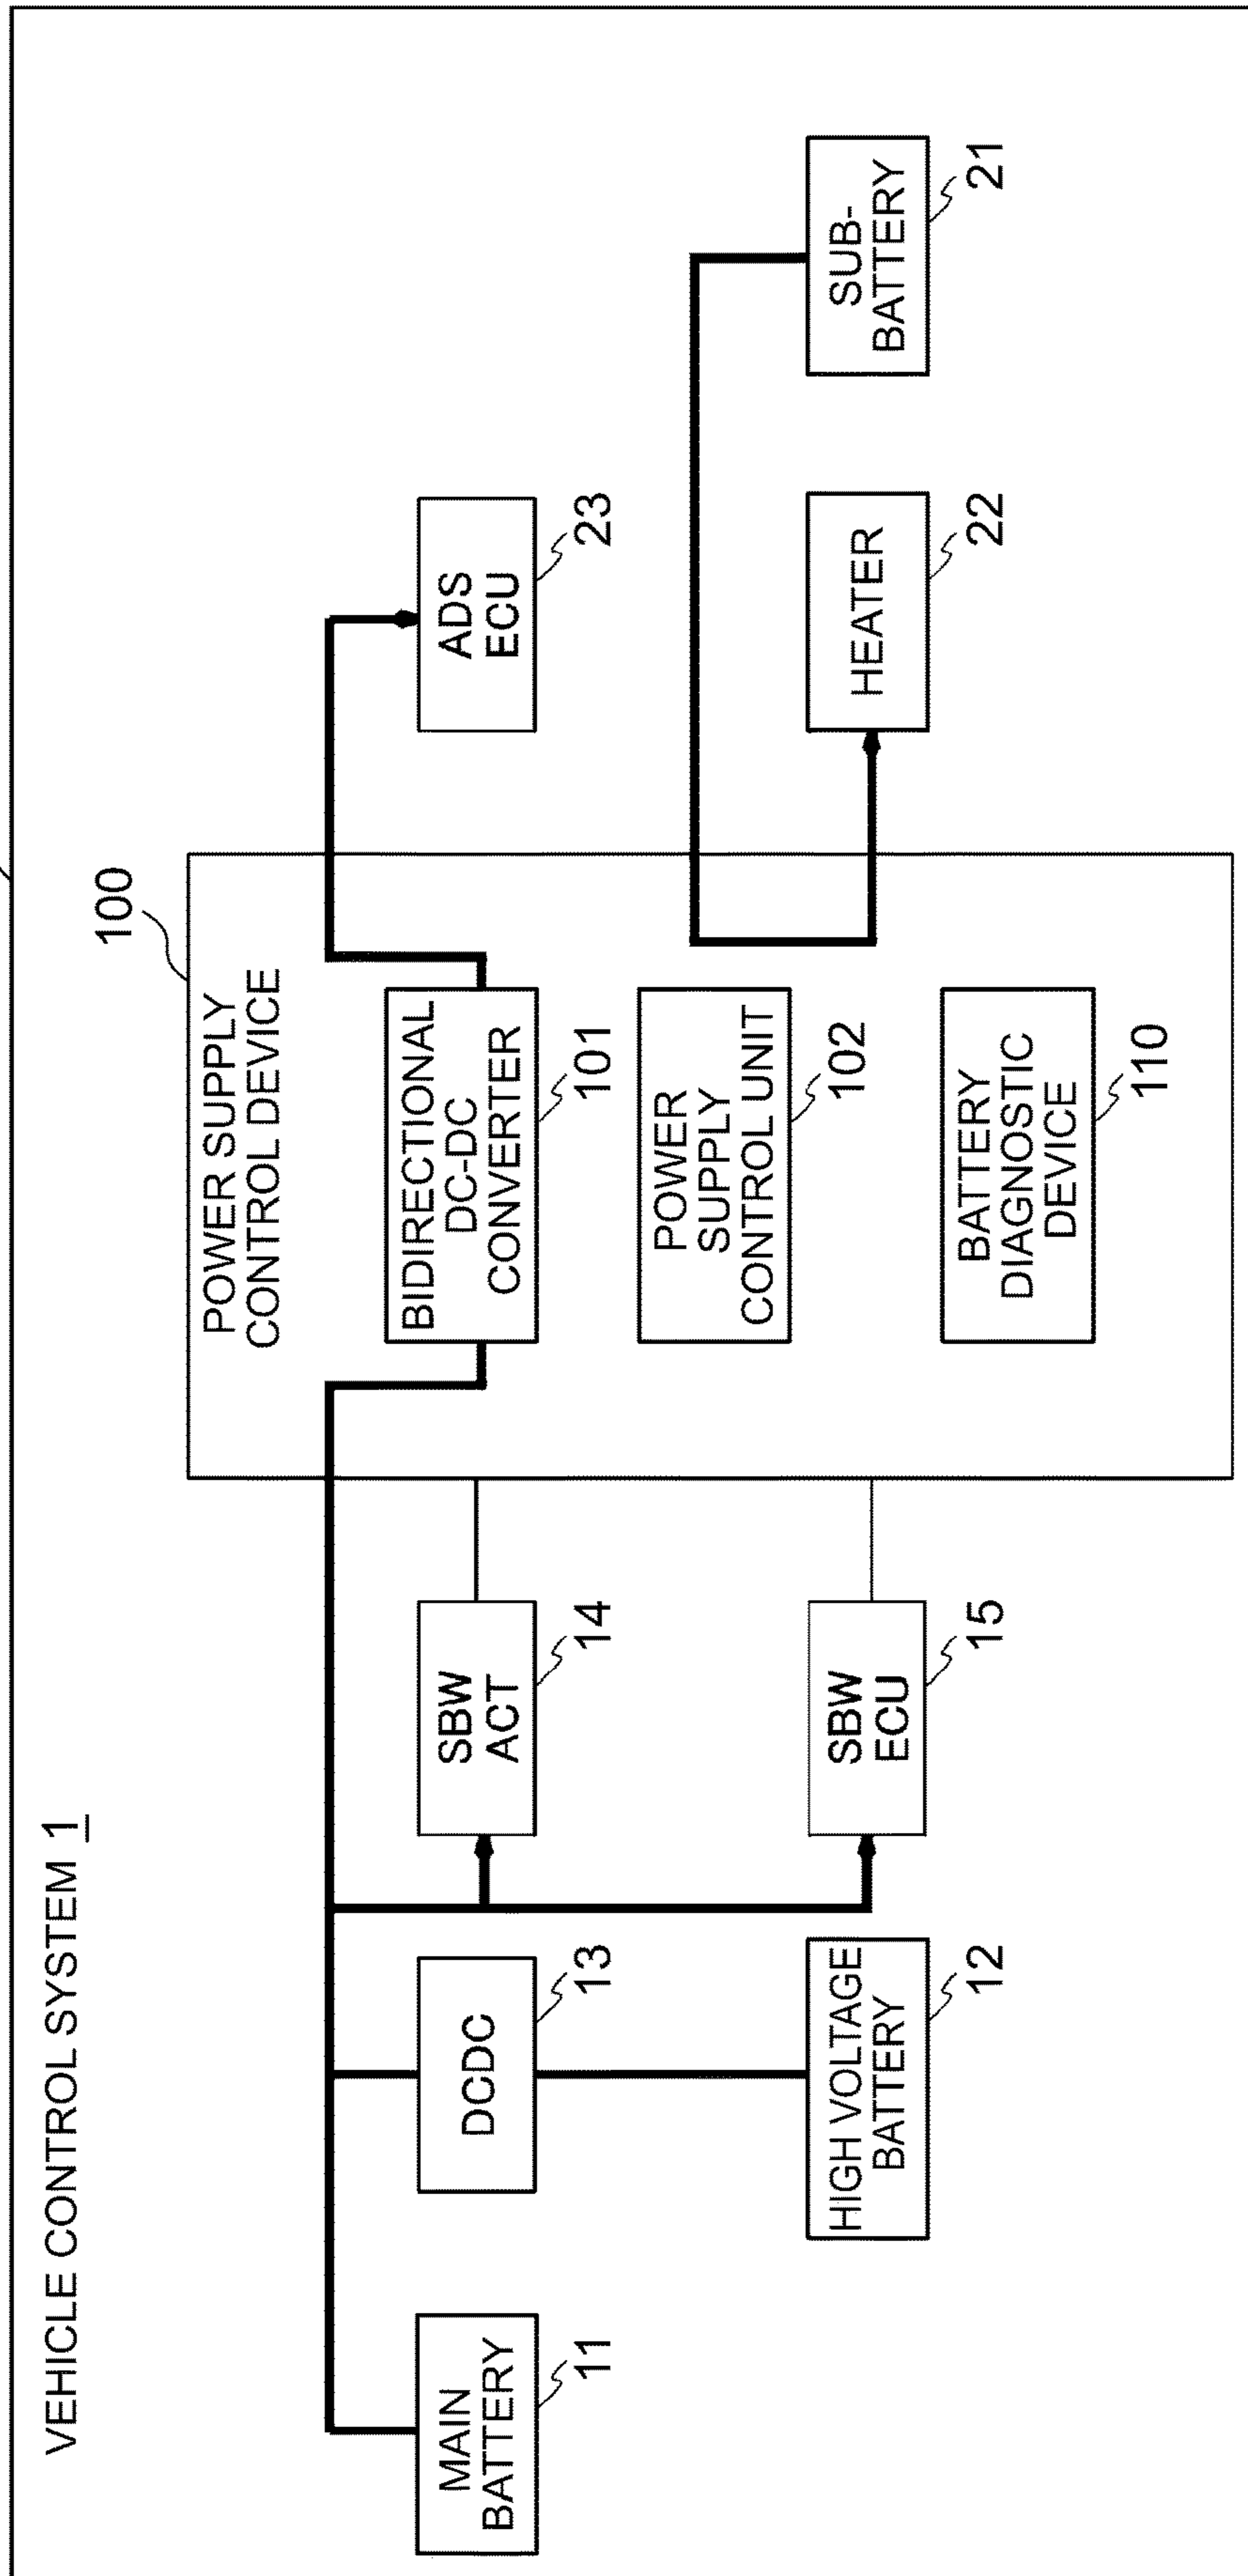 VEHICLE CONTROL SYSTEM 1
100
POWER SUPPLY
CONTROL DEVICE
MAIN
BATTERY
11
DCDC
13
SBW
ACT
14
BIDIRECTIONAL
DC-DC
CONVERTER
101
ADS
ECU
23
POWER
SUPPLY
CONTROL UNIT
102
HIGH VOLTAGE
BATTERY
12
SBW
ECU
15
BATTERY
DIAGNOSTIC
DEVICE
110
HEATER
22
SUB-
BATTERY
21